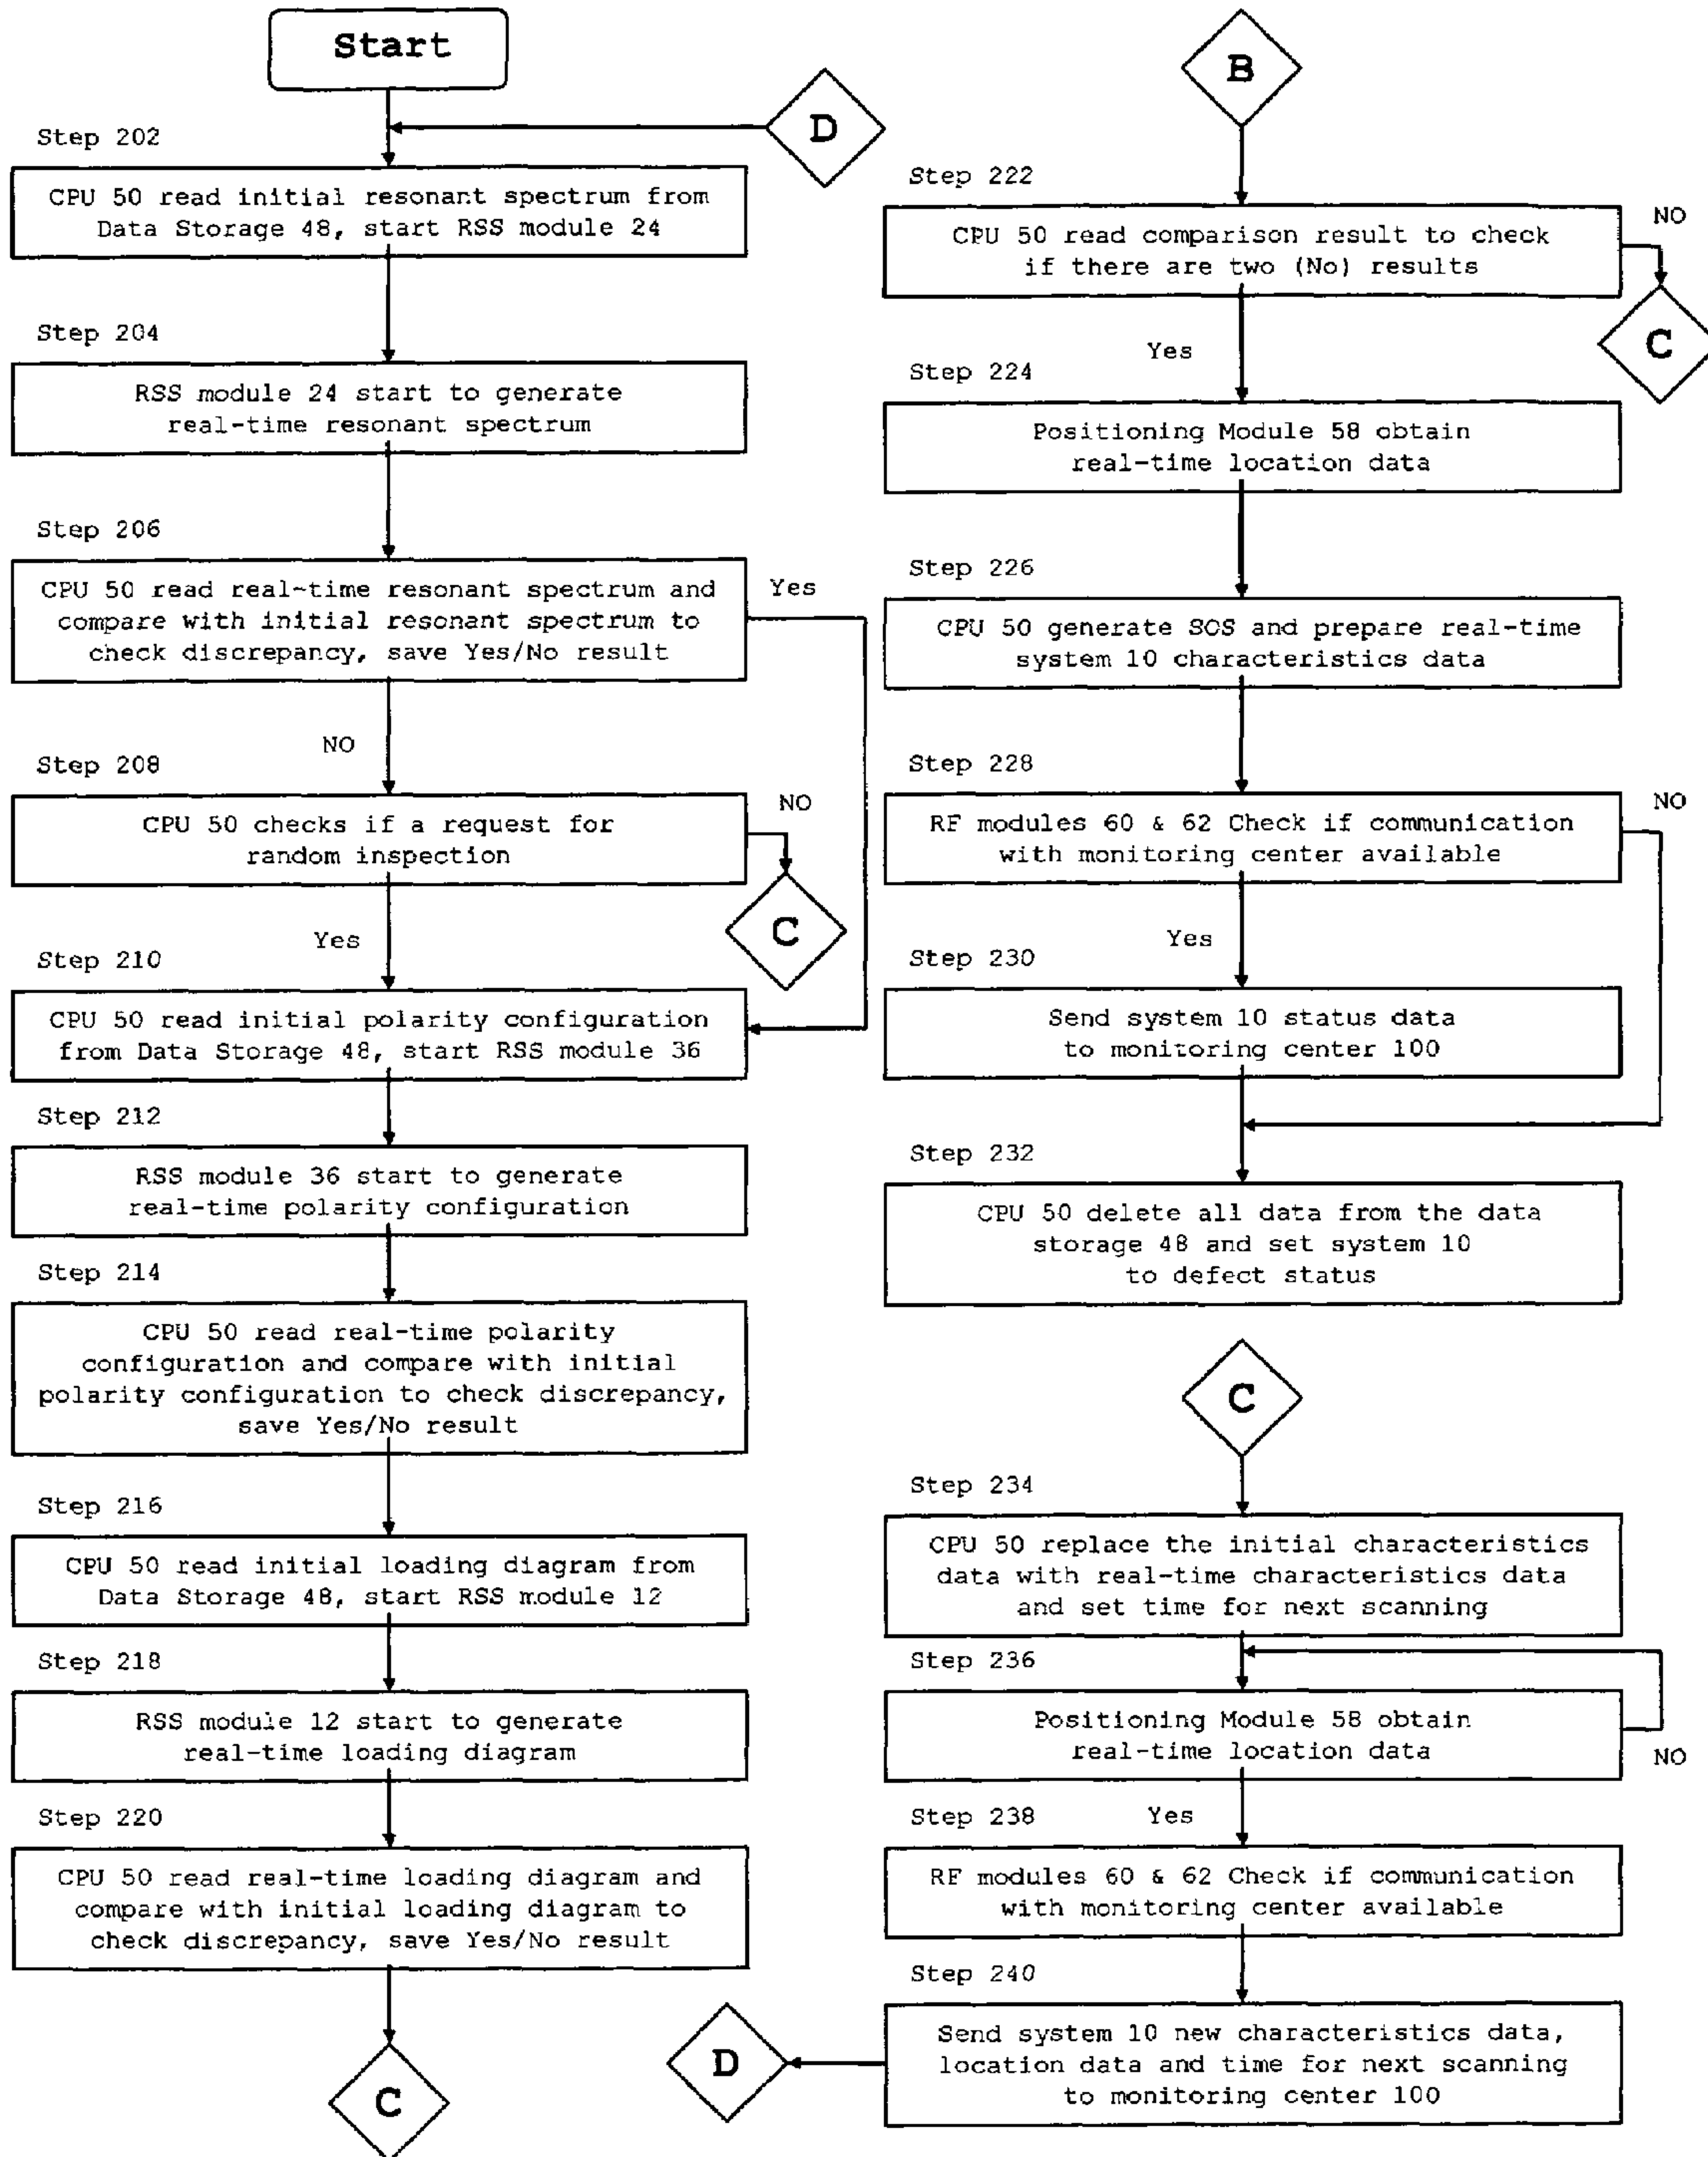 Start
D
Step 202
CPU 50 read initial resonant spectrum from
Data Storage 48, start RSS module 24
Step 204
RSS module 24 start to generate
real-time resonant spectrum
Step 206
CPU 50 read real-time resonant spectrum and
compare with initial resonant spectrum to
check discrepancy, save Yes/No result
Yes
NO
Step 208
CPU 50 checks if a request for
random inspection
NO
C
Yes
Step 210
CPU 50 read initial polarity configuration
from Data Storage 48, start RSS module 36
Step 212
RSS module 36 start to generate
real-time polarity configuration
Step 214
CPU 50 read real-time polarity
configuration and compare with initial
polarity configuration to check discrepancy,
save Yes/No result
Step 216
CPU 50 read initial loading diagram from
Data Storage 48, start RSS module 12
Step 218
RSS module 12 start to generate
real-time loading diagram
Step 220
CPU 50 read real-time loading diagram and
compare with initial loading diagram to
check discrepancy, save Yes/No result
C
B
Step 222
CPU 50 read comparison result to check
if there are two (No) results
NO
C
Yes
Step 224
Positioning Module 58 obtain
real-time location data
Step 226
CPU 50 generate SOS and prepare real-time
system 10 characteristics data
Step 228
RF modules 60 & 62 Check if communication
with monitoring center available
NO
Yes
Step 230
Send system 10 status data
to monitoring center 100
Step 232
CPU 50 delete all data from the data
storage 48 and set system 10
to defect status
C
Step 234
CPU 50 replace the initial characteristics
data with real-time characteristics data
and set time for next scanning
Step 236
Positioning Module 58 obtain
real-time location data
NO
Step 238
Yes
RF modules 60 & 62 Check if communication
with monitoring center available
Step 240
Send system 10 new characteristics data,
location data and time for next scanning
to monitoring center 100
D